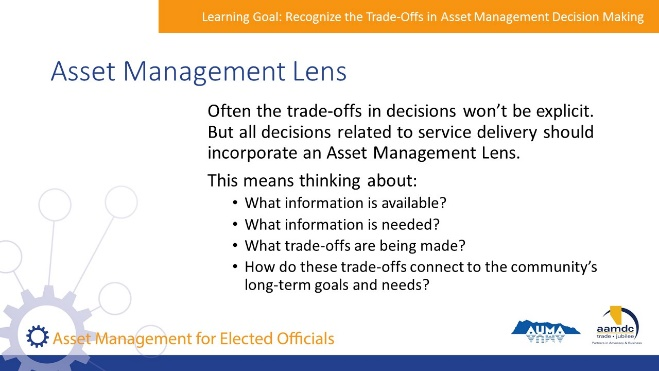 Learning Goal: Recognize the Trade-Offs in Asset Management Decision Making
Asset Management Lens
Often the trade-offs in decisions won't be explicit.
But all decisions related to service delivery should
incorporate an Asset Management Lens.
This means thinking about:
• What information is available?
• What information is needed?
• What trade-offs are being made?
• How do these trade-offs connect to the community's
long-term goals and needs?
Asset Management for Elected Officials
AUMA
aamdc
trade • jubilee